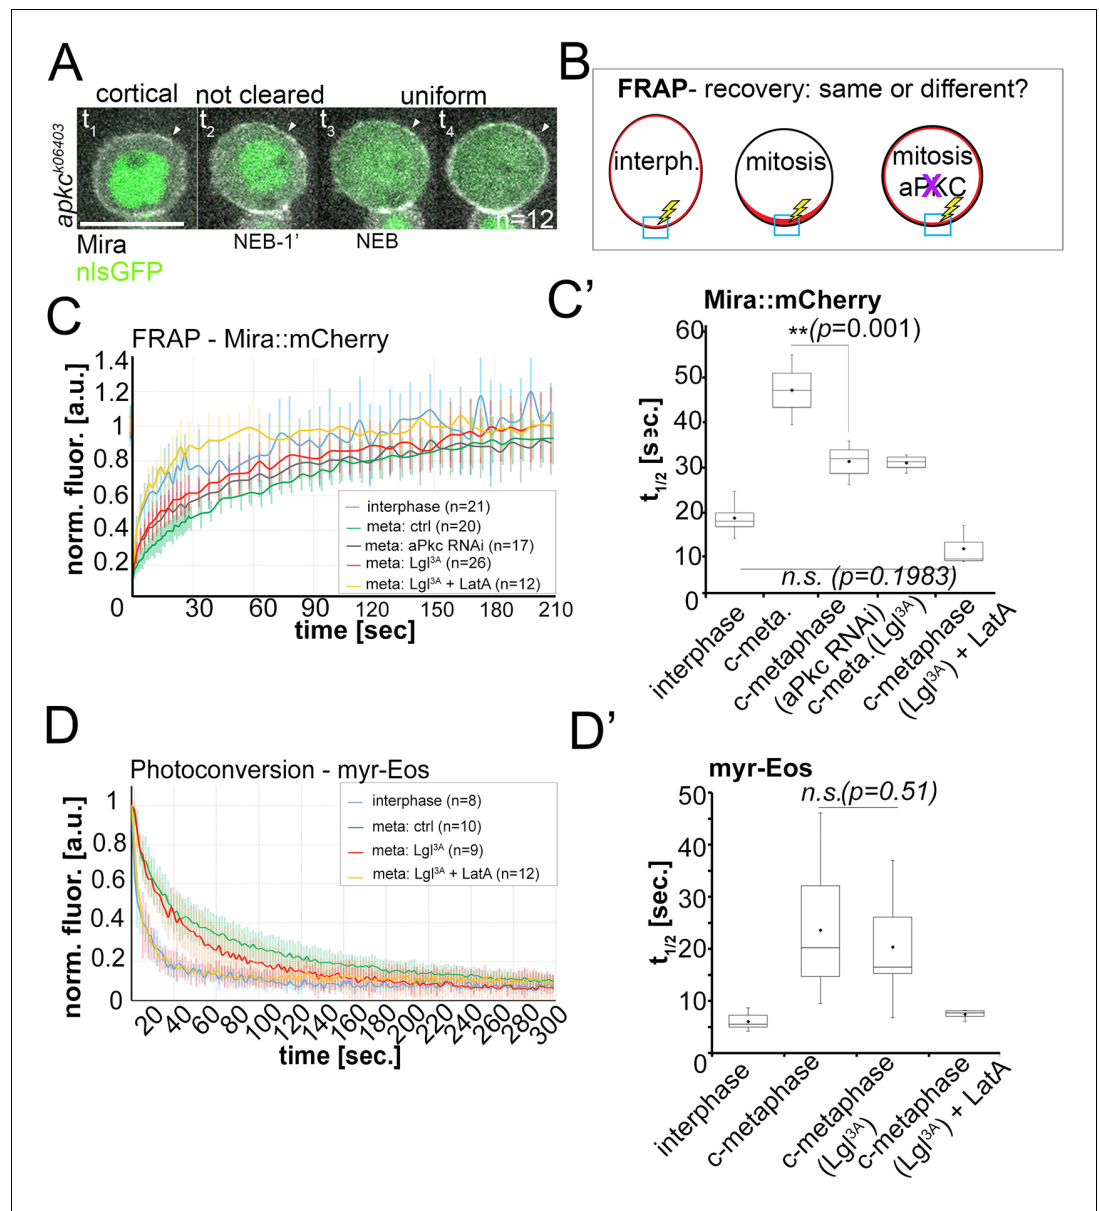 A
cortical not cleared uniform
apkc^k06403
t1 t2 t3 t4
n=12
NEB-1' NEB
Mira
nlsGFP
B
FRAP- recovery: same or different?
interph.
mitosis
mitosis
aPKC
X
C
FRAP - Mira::mCherry
norm. fluor. [a.u.]
1.4
1.2
1.0
0.8
0.6
0.4
0.2
0 30 60 90 120 150 180 210
time [sec]
interphase (n=21)
meta: ctrl (n=20)
meta: aPkc RNAi (n=17)
meta: Lgl3A (n=26)
meta: Lgl3A + LatA (n=12)
C'
Mira::mCherry
**(p=0.001)
t1/2 [sec.]
60
50
40
30
20
10
0
n.s. (p=0.1983)
interphase
c-meta.
c-metaphase
(aPkc RNAi)
c-meta.(Lgl3A)
c-metaphase
(Lgl3A) + LatA
D
Photoconversion - myr-Eos
norm. fluor. [a.u.]
1
0.8
0.6
0.4
0.2
0
20 40 60 80 100 120 140 160 180 200 220 240 260 280 300
time [sec.]
interphase (n=8)
meta: ctrl (n=10)
meta: Lgl3A (n=9)
meta: Lgl3A + LatA (n=12)
D'
myr-Eos
n.s.(p=0.51)
t1/2 [sec.]
50
40
30
20
10
0
interphase
c-metaphase
c-metaphase
(Lgl3A)
c-metaphase
(Lgl3A) + LatA